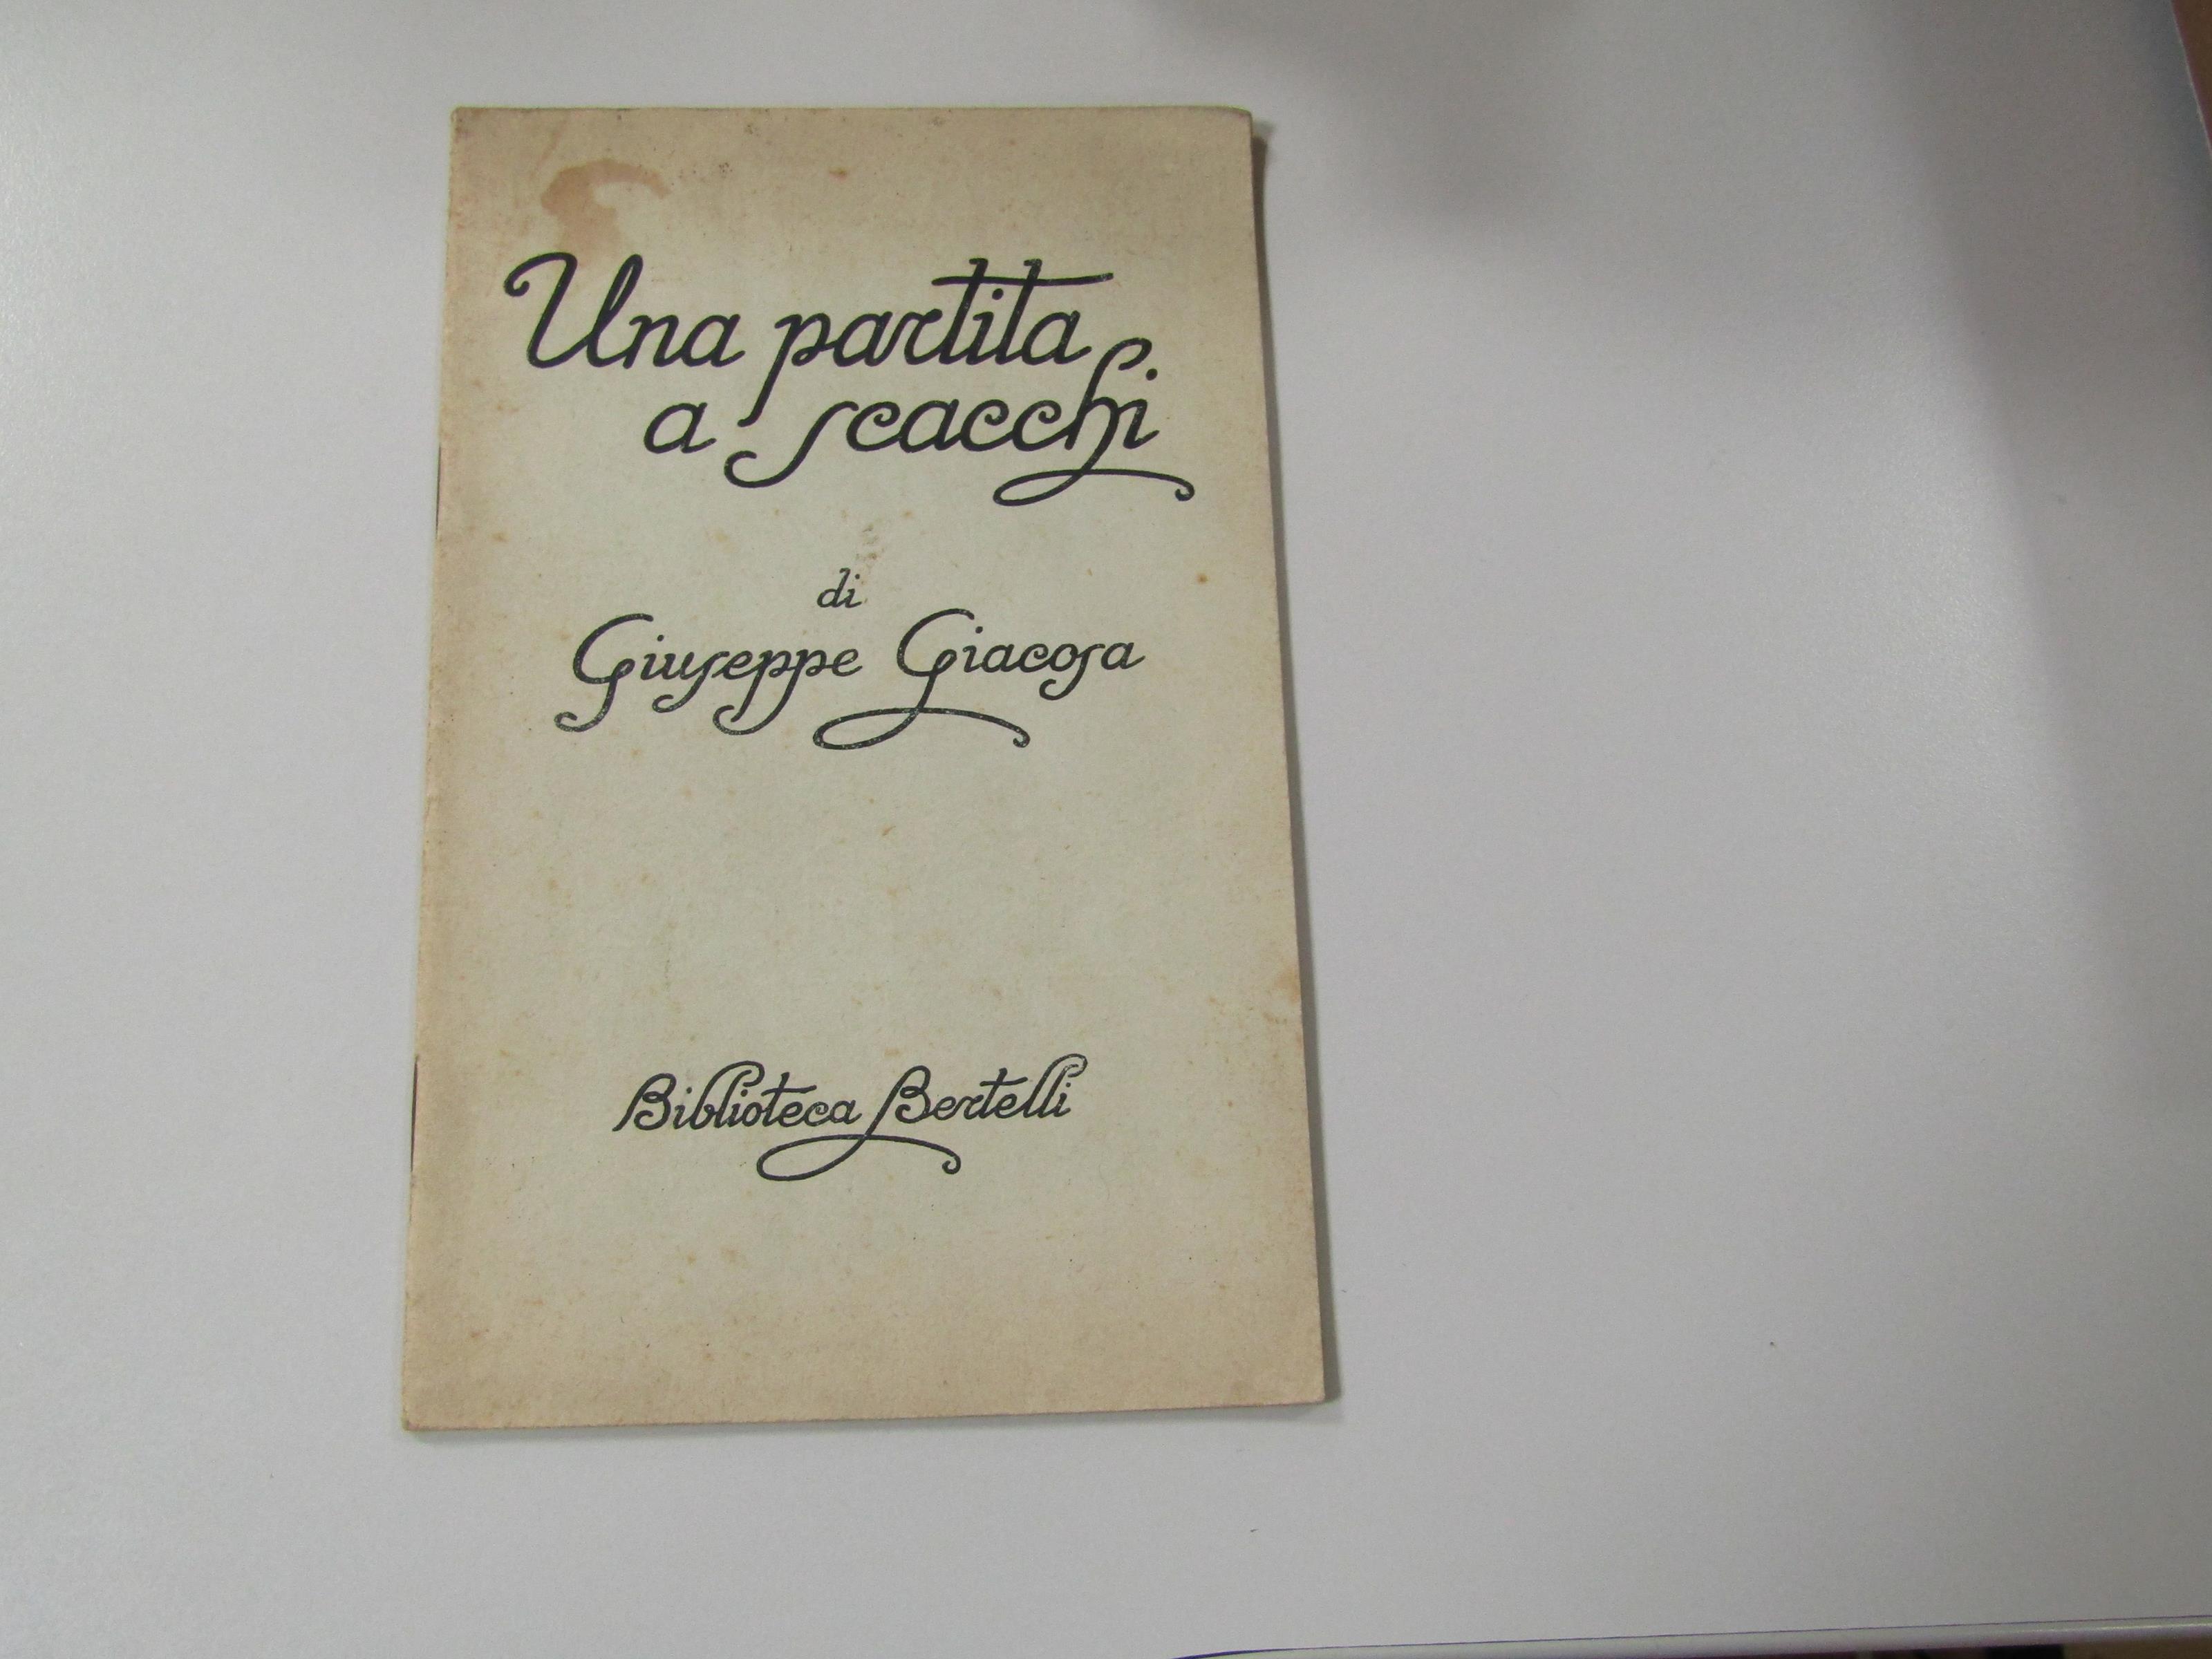 Una partita
a scacchi
di
Giuseppe Giacosa
Biblioteca Bertelli